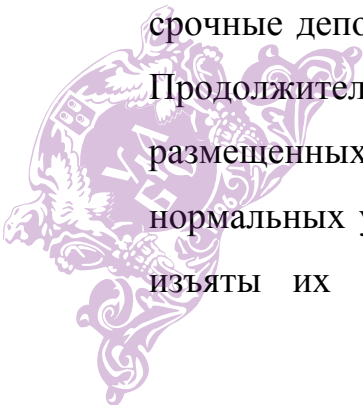 срочные депо
Продолжител
размещенных
нормальных у
изъяты их